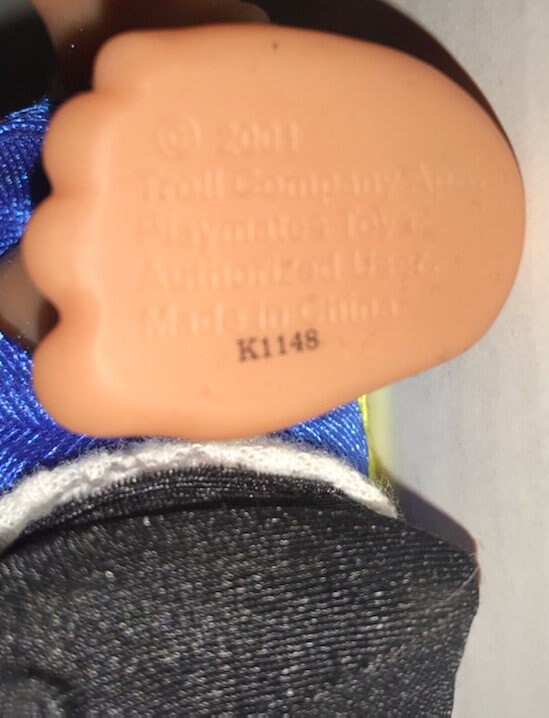 © 2001
Troll Company ApS.
Playmates Toys.
Authorized User.
Made in China
K1148